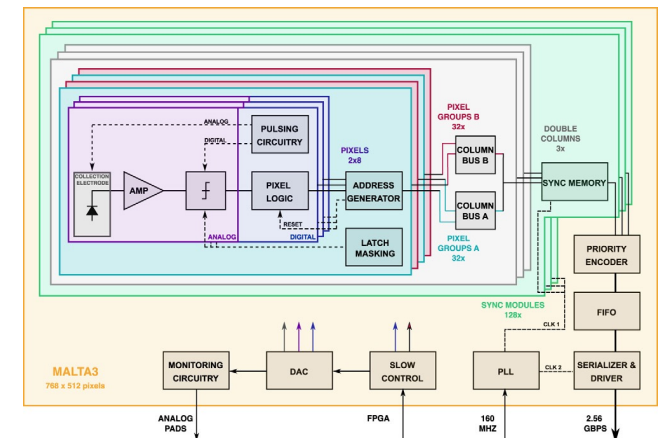 ANALOG
DIGITAL
PULSING
CIRCUITRY
PIXELS
2x8
PIXEL
GROUPS B
32x
COLUMN
BUS B
DOUBLE
COLUMNS
3x
COLLECTION
ELECTRODE
AMP
PIXEL
LOGIC
ADDRESS
GENERATOR
COLUMN
BUS A
SYNC MEMORY
RESET
ANALOG
DIGITAL
LATCH
MASKING
PIXEL
GROUPS A
32x
PRIORITY
ENCODER
SYNC MODULES
128x
FIFO
CLK 1
MALTA3
768 x 512 pixels
MONITORING
CIRCUITRY
DAC
SLOW
CONTROL
PLL
CLK 2
SERIALIZER &
DRIVER
ANALOG
PADS
FPGA
160
MHZ
2.56
GBPS